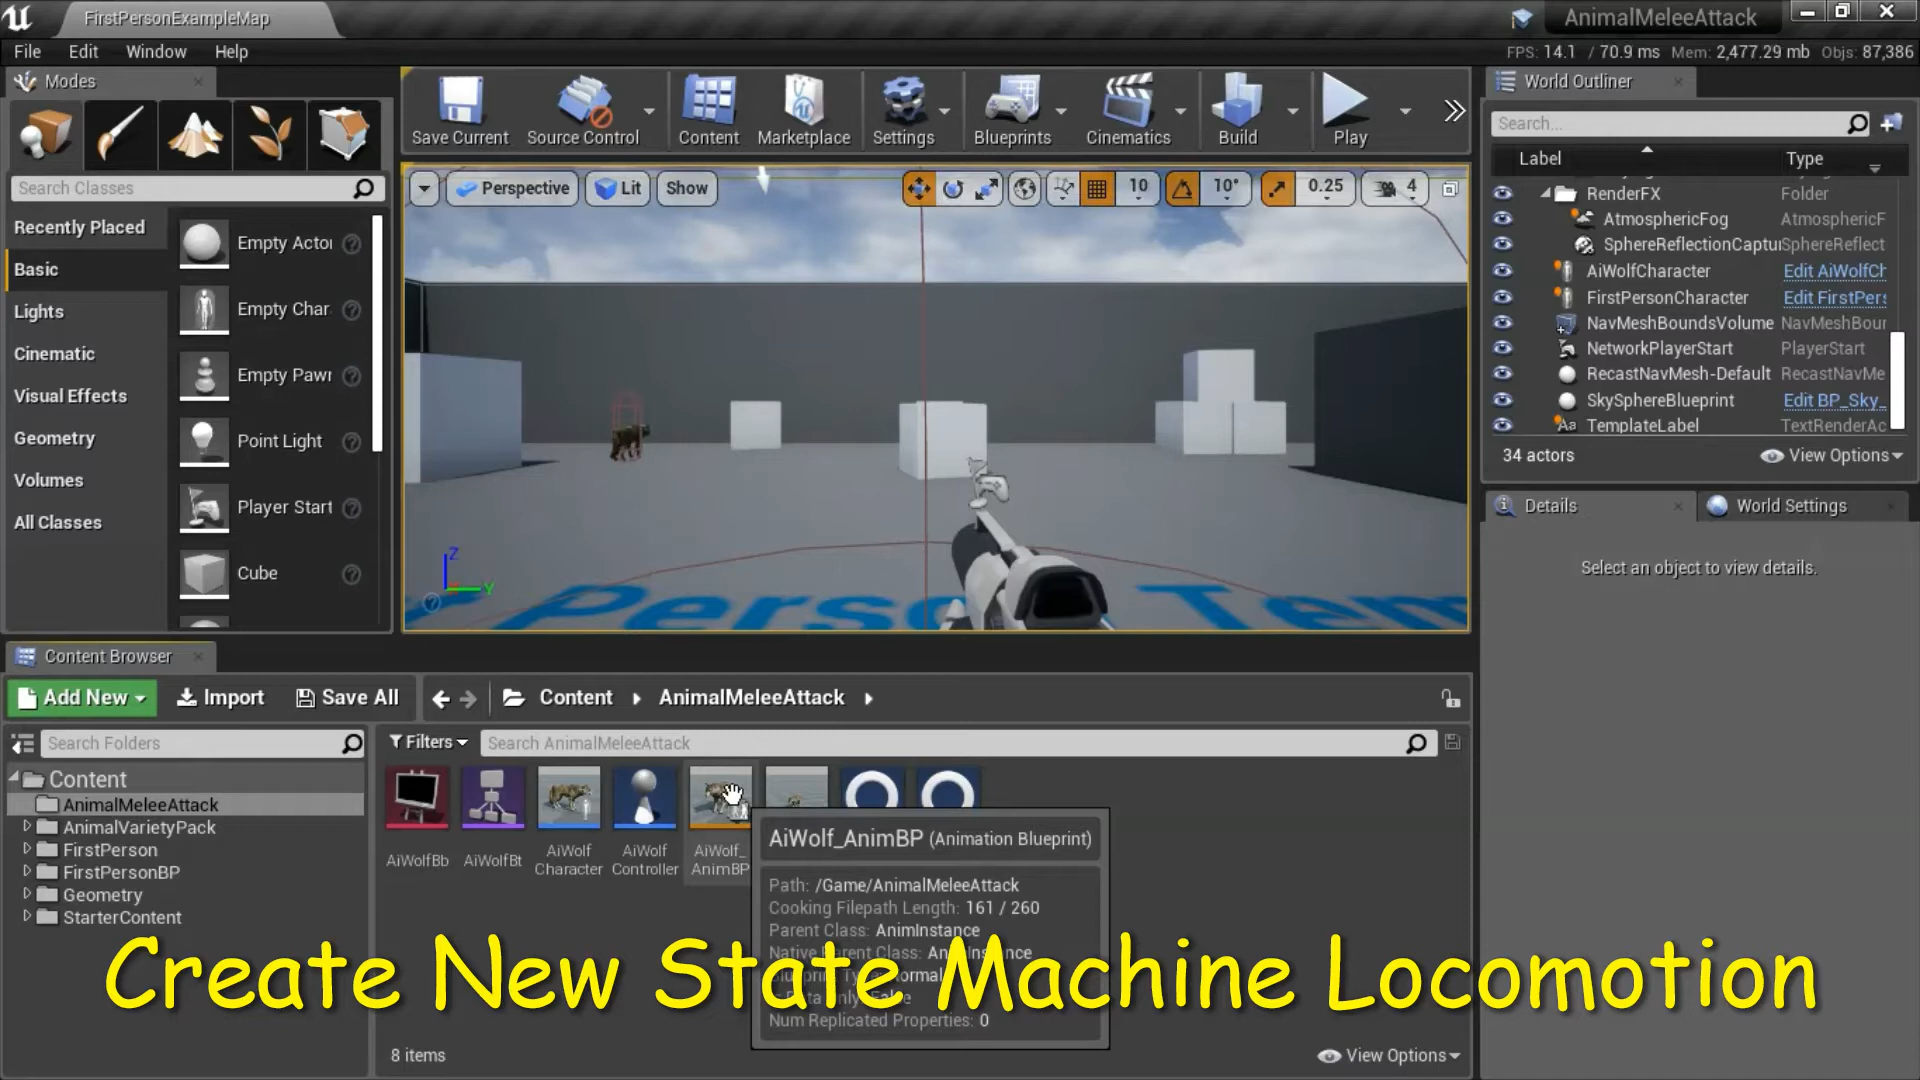 FirstPersonExampleMap
AnimalMeleeAttack
File Edit Window Help
FPS: 14.1 / 70.9 ms Mem: 2,477.29 mb Objs: 87,386
Modes
Search Classes
Recently Placed
Basic
Lights
Cinematic
Visual Effects
Geometry
Volumes
All Classes
Empty Actor
Empty Char
Empty Pawn
Point Light
Player Start
Cube
Save Current
Source Control
Content
Marketplace
Settings
Blueprints
Cinematics
Build
Play
Perspective
Lit
Show
10
10°
0.25
4
Z
Y
r Person Tem
World Outliner
Search...
Label Type
RenderFX Folder
AtmosphericFog AtmosphericF
SphereReflectionCaptu SphereReflect
AiWolfCharacter Edit AiWolfCh
FirstPersonCharacter Edit FirstPers
NavMeshBoundsVolume NavMeshBour
NetworkPlayerStart PlayerStart
RecastNavMesh-Default RecastNavMe
SkySphereBlueprint Edit BP_Sky_
Aa TemplateLabel TextRenderAc
34 actors
View Options
Details
World Settings
Select an object to view details.
Content Browser
Add New
Import
Save All
Content
AnimalMeleeAttack
Search Folders
Filters
Search AnimalMeleeAttack
Content
AnimalMeleeAttack
AnimalVarietyPack
FirstPerson
FirstPersonBP
Geometry
StarterContent
AiWolfBb
AiWolfBt
AiWolf
Character
AiWolf
Controller
AiWolf_
AnimBP
AiWolf_AnimBP (Animation Blueprint)
Path: /Game/AnimalMeleeAttack
Cooking Filepath Length: 161 / 260
Parent Class: AnimInstance
Native Parent Class: AnimInstance
Num Replicated Properties: 0
Create New State Machine Locomotion
8 items
View Options